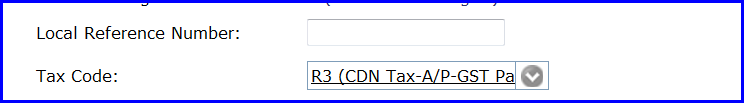 Local Reference Number:
Tax Code: R3 (CDN Tax-A/P-GST Pa